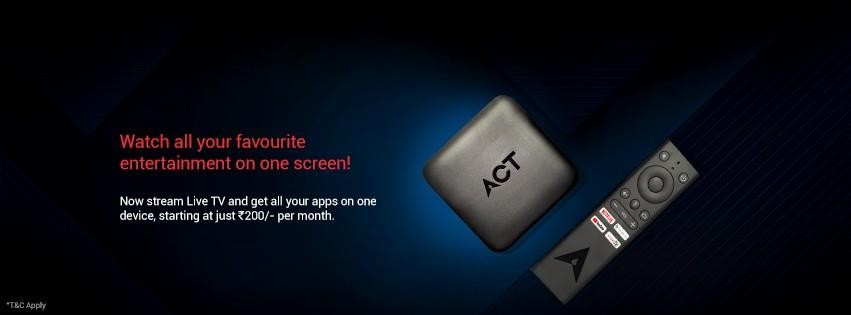 Watch all your favourite
entertainment on one screen!
Now stream Live TV and get all your apps on one
device, starting at just ₹200/- per month.
ACT
NETFLIX
*T&C Apply